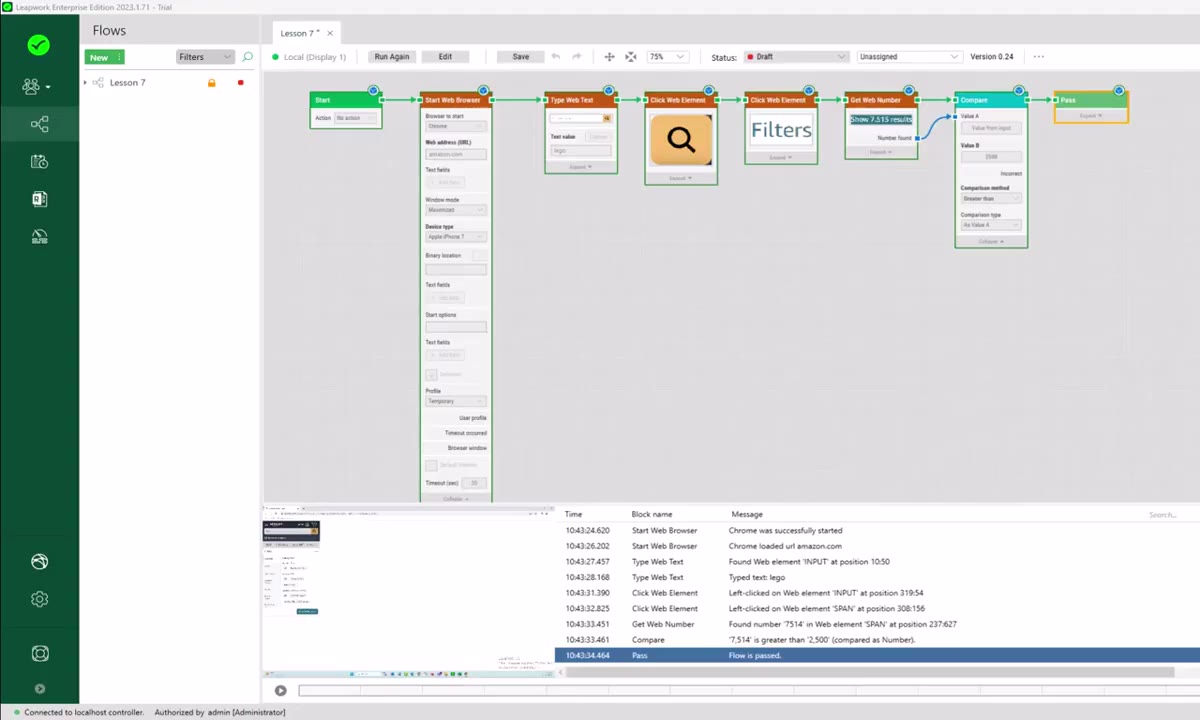 Leapwork Enterprise Edition 2023.1.71 - Trial
Flows
New
Filters
Lesson 7
Lesson 7 *
Local (Display 1)
Run Again
Edit
Save
75%
Status:
Draft
Unassigned
Version 0.24
Start
Action
No action
Start Web Browser
Browser to start
Chrome
Web address (URL)
amazon.com
Text fields
Add field
Window mode
Maximized
Device type
Apple iPhone 7
Binary location
Text fields
Add field
Start options
Text fields
Add field
Profile
Temporary
User profile
Timeout occurred
Browser window
Default timeout
Timeout (sec)
Collapse
Type Web Text
Text value
lego
Expand
Click Web Element
Expand
Click Web Element
Filters
Expand
Get Web Number
Show 7,515 results
Number found
Expand
Compare
Value A
Value from input
Value B
2500
Incorrect
Comparison method
Greater than
Comparison type
As Value A
Collapse
Pass
Expand
Time Block name Message Search...
10:43:24.620 Start Web Browser Chrome was successfully started
10:43:26.202 Start Web Browser Chrome loaded url amazon.com
10:43:27.457 Type Web Text Found Web element 'INPUT' at position 10:50
10:43:28.168 Type Web Text Typed text: lego
10:43:31.390 Click Web Element Left-clicked on Web element 'INPUT' at position 319:54
10:43:32.825 Click Web Element Left-clicked on Web element 'SPAN' at position 308:156
10:43:33.451 Get Web Number Found number '7514' in Web element 'SPAN' at position 237:627
10:43:33.461 Compare '7,514' is greater than '2,500' (compared as Number).
10:43:34.464 Pass Flow is passed.
Connected to localhost controller. Authorized by admin [Administrator]